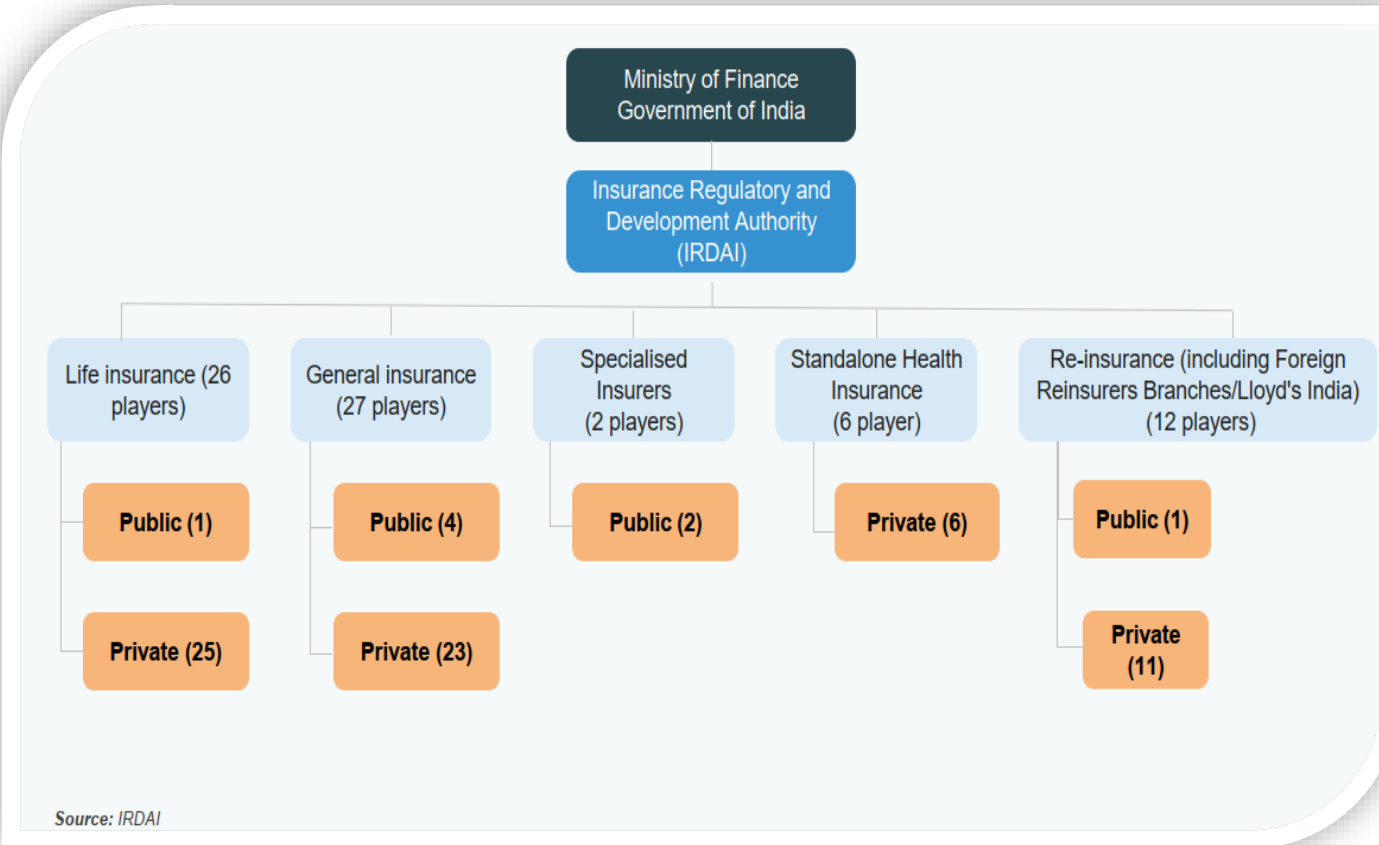 Ministry of Finance
Government of India
Insurance Regulatory and
Development Authority
(IRDAI)
Life insurance (26
players)
General insurance
(27 players)
Specialised
Insurers
(2 players)
Standalone Health
Insurance
(6 player)
Re-insurance (including Foreign
Reinsurers Branches/Lloyd's India)
(12 players)
Public (1)
Public (4)
Public (2)
Private (6)
Public (1)
Private (25)
Private (23)
Private
(11)
Source: IRDAI